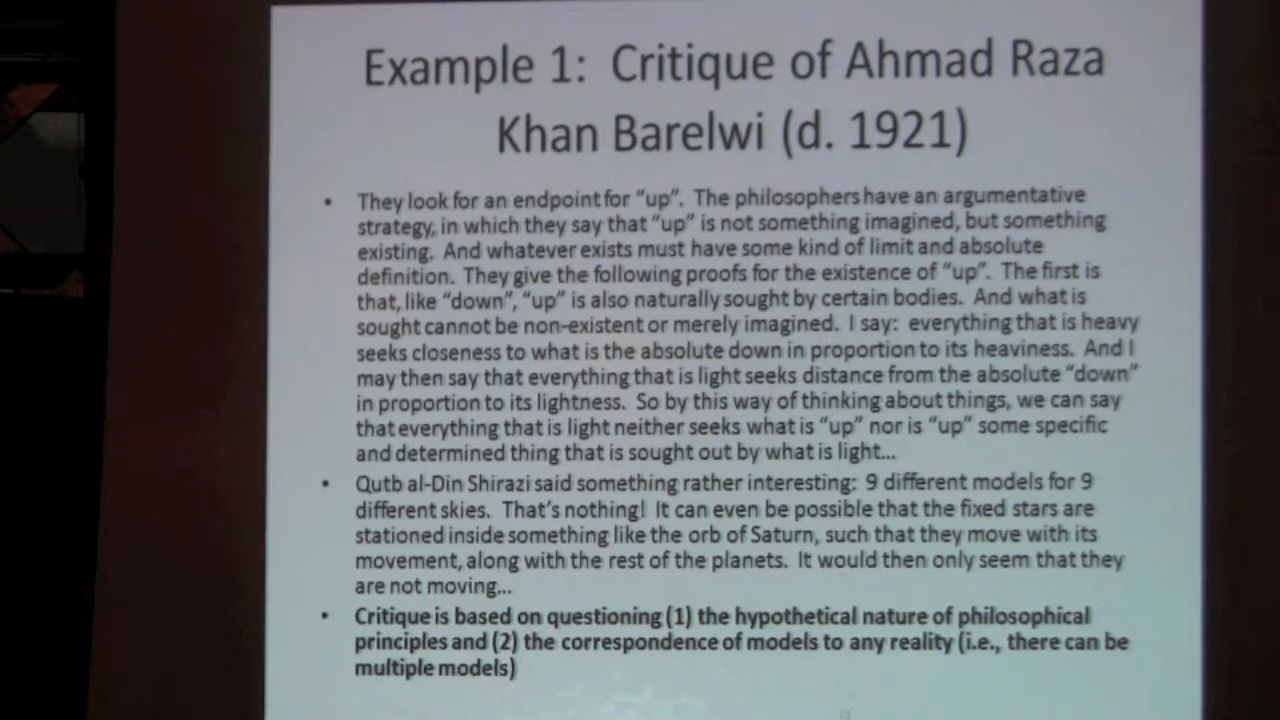 Example 1: Critique of Ahmad Raza
Khan Barelwi (d. 1921)
• They look for an endpoint for “up”. The philosophers have an argumentative
strategy, in which they say that “up” is not something imagined, but something
existing. And whatever exists must have some kind of limit and absolute
definition. They give the following proofs for the existence of “up”. The first is
that, like “down”, “up” is also naturally sought by certain bodies. And what is
sought cannot be non-existent or merely imagined. I say: everything that is heavy
seeks closeness to what is the absolute down in proportion to its heaviness. And I
may then say that everything that is light seeks distance from the absolute “down”
in proportion to its lightness. So by this way of thinking about things, we can say
that everything that is light neither seeks what is “up” nor is “up” some specific
and determined thing that is sought out by what is light…
• Qutb al-Din Shirazi said something rather interesting: 9 different models for 9
different skies. That’s nothing! It can even be possible that the fixed stars are
stationed inside something like the orb of Saturn, such that they move with its
movement, along with the rest of the planets. It would then only seem that they
are not moving…
• Critique is based on questioning (1) the hypothetical nature of philosophical
principles and (2) the correspondence of models to any reality (i.e., there can be
multiple models)